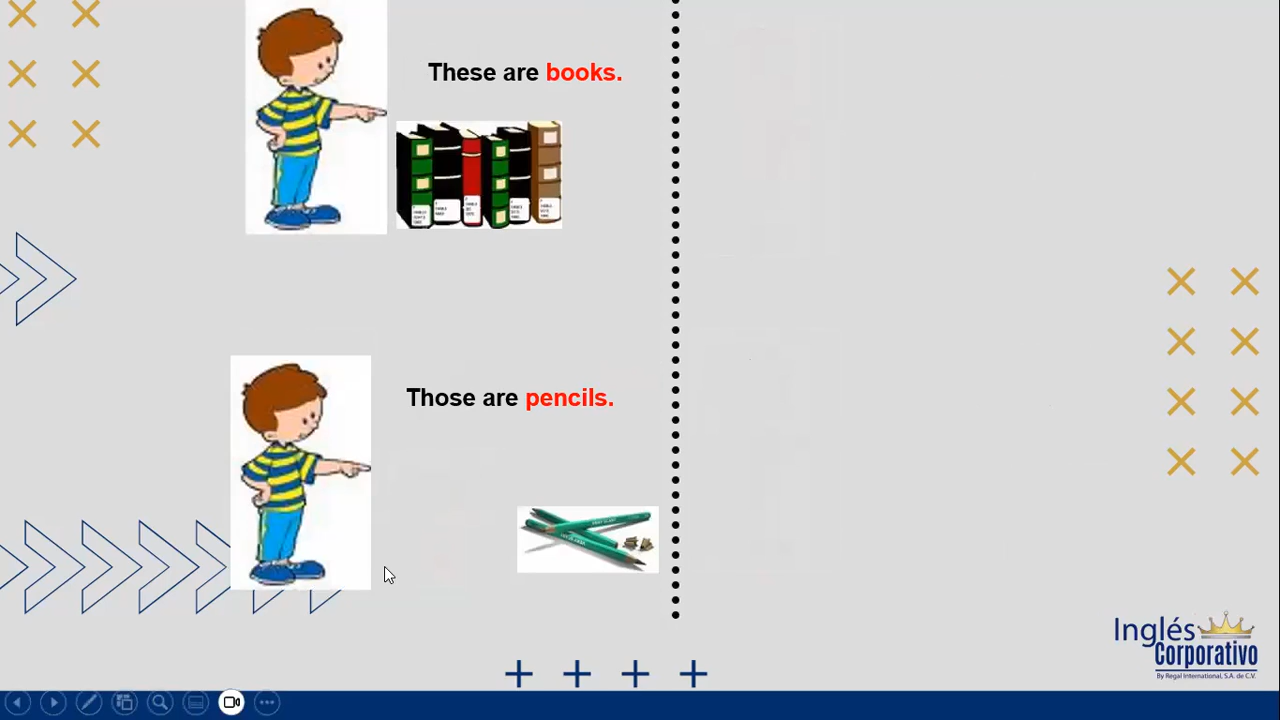 These are books.
Those are pencils.
Inglés
Corporativo
By Regal International, S.A. de C.V.